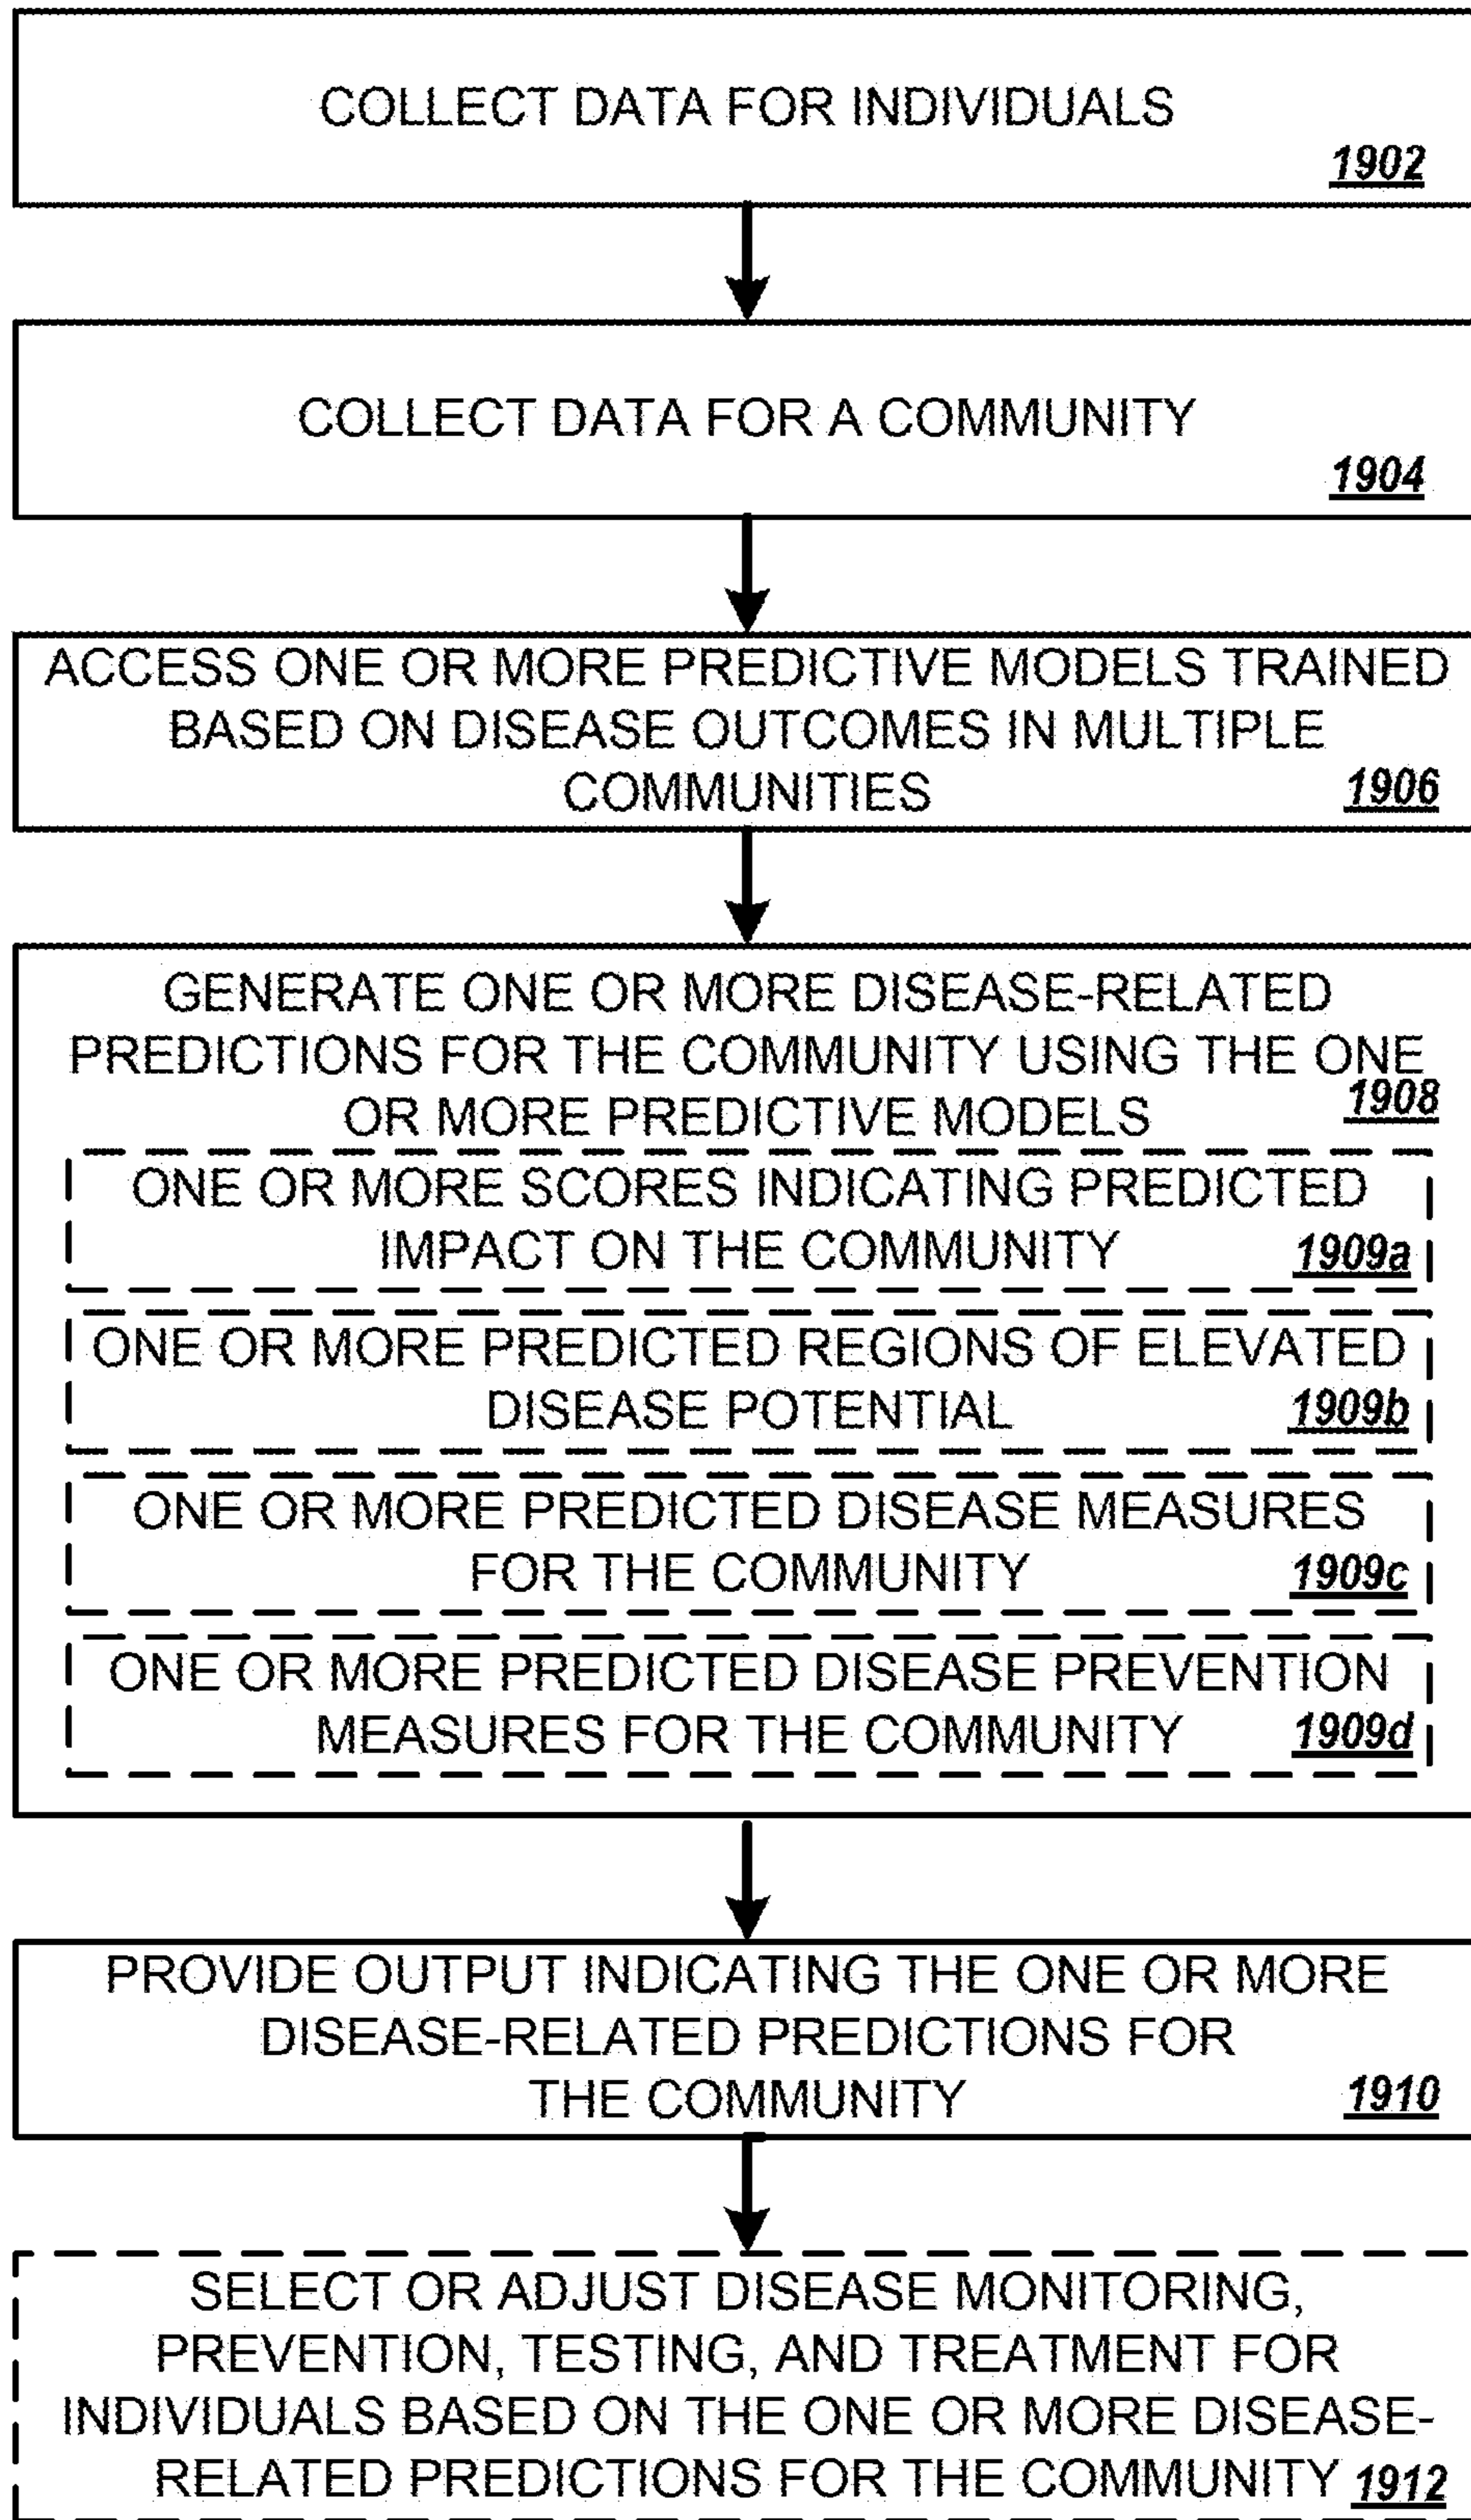 COLLECT DATA FOR INDIVIDUALS
1902
COLLECT DATA FOR A COMMUNITY
1904
ACCESS ONE OR MORE PREDICTIVE MODELS TRAINED
BASED ON DISEASE OUTCOMES IN MULTIPLE
COMMUNITIES
1906
GENERATE ONE OR MORE DISEASE-RELATED
PREDICTIONS FOR THE COMMUNITY USING THE ONE
OR MORE PREDICTIVE MODELS
1908
ONE OR MORE SCORES INDICATING PREDICTED
IMPACT ON THE COMMUNITY
1909a
ONE OR MORE PREDICTED REGIONS OF ELEVATED
DISEASE POTENTIAL
1909b
ONE OR MORE PREDICTED DISEASE MEASURES
FOR THE COMMUNITY
1909c
ONE OR MORE PREDICTED DISEASE PREVENTION
MEASURES FOR THE COMMUNITY
1909d
PROVIDE OUTPUT INDICATING THE ONE OR MORE
DISEASE-RELATED PREDICTIONS FOR
THE COMMUNITY
1910
SELECT OR ADJUST DISEASE MONITORING,
PREVENTION, TESTING, AND TREATMENT FOR
INDIVIDUALS BASED ON THE ONE OR MORE DISEASE-
RELATED PREDICTIONS FOR THE COMMUNITY 1912